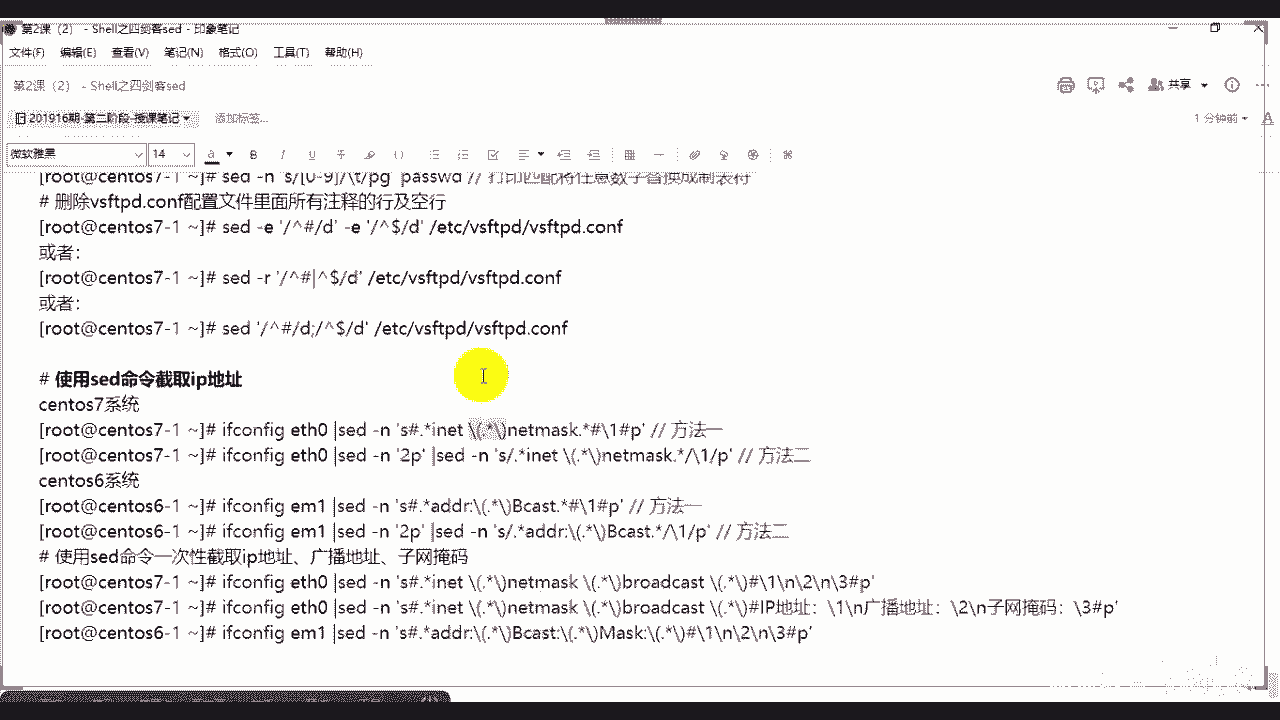 第2课（2） - Shell之四剑客sed - 印象笔记
文件(F) 编辑(E) 查看(V) 笔记(N) 格式(O) 工具(T) 帮助(H)
第2课（2） - Shell之四剑客sed
共享
201916期-第二阶段-授课笔记 添加标签...
1 分钟前
微软雅黑 14
[root@centos7-1 ~]# sed -n 's/[0-9]/\t/pg' passwd // 打印匹配将任意数字替换成制表符
# 删除vsftpd.conf配置文件里面所有注释的行及空行
[root@centos7-1 ~]# sed -e '/^#/d' -e '/^$/d' /etc/vsftpd/vsftpd.conf
或者：
[root@centos7-1 ~]# sed -r '/^#|^$/d' /etc/vsftpd/vsftpd.conf
或者：
[root@centos7-1 ~]# sed '/^#/d;/^$/d' /etc/vsftpd/vsftpd.conf
# 使用sed命令截取ip地址
centos7系统
[root@centos7-1 ~]# ifconfig eth0 |sed -n 's#.*inet \(.*\)netmask.*#\1#p' // 方法一
[root@centos7-1 ~]# ifconfig eth0 |sed -n '2p' |sed -n 's/.*inet \(.*\)netmask.*/\1/p' // 方法二
centos6系统
[root@centos6-1 ~]# ifconfig em1 |sed -n 's#.*addr:\(.*\)Bcast.*#\1#p' // 方法一
[root@centos6-1 ~]# ifconfig em1 |sed -n '2p' |sed -n 's/.*addr:\(.*\)Bcast.*/\1/p' // 方法二
# 使用sed命令一次性截取ip地址、广播地址、子网掩码
[root@centos7-1 ~]# ifconfig eth0 |sed -n 's#.*inet \(.*\)netmask \(.*\)broadcast \(.*\)#\1\n\2\n\3#p'
[root@centos7-1 ~]# ifconfig eth0 |sed -n 's#.*inet \(.*\)netmask \(.*\)broadcast \(.*\)#IP地址：\1\n广播地址：\2\n子网掩码：\3#p'
[root@centos6-1 ~]# ifconfig em1 |sed -n 's#.*addr:\(.*\)Bcast:\(.*\)Mask:\(.*\)#\1\n\2\n\3#p'